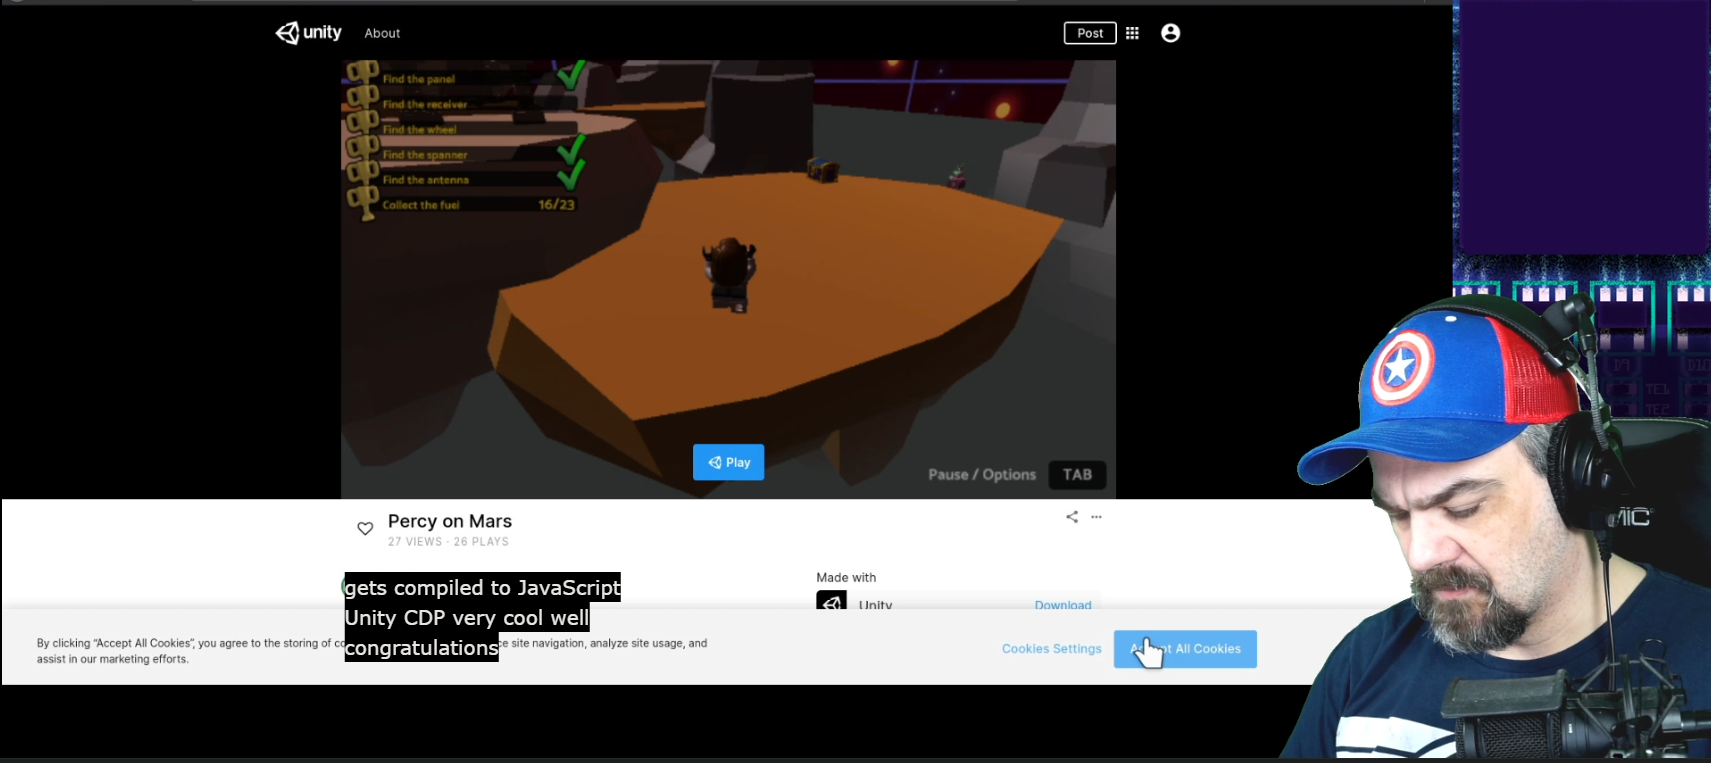 unity About Post
Find the panel
Find the receiver
Find the wheel
Find the spanner
Find the antenna
Collect the fuel 16/23
Play
Pause / Options TAB
Percy on Mars
27 VIEWS · 26 PLAYS
Made with
Unity Download
gets compiled to JavaScript
Unity CDP very cool well
congratulations
By clicking “Accept All Cookies”, you agree to the storing of
site navigation, analyze site usage, and
assist in our marketing efforts.
Cookies Settings
All Cookies
TE1
TE2